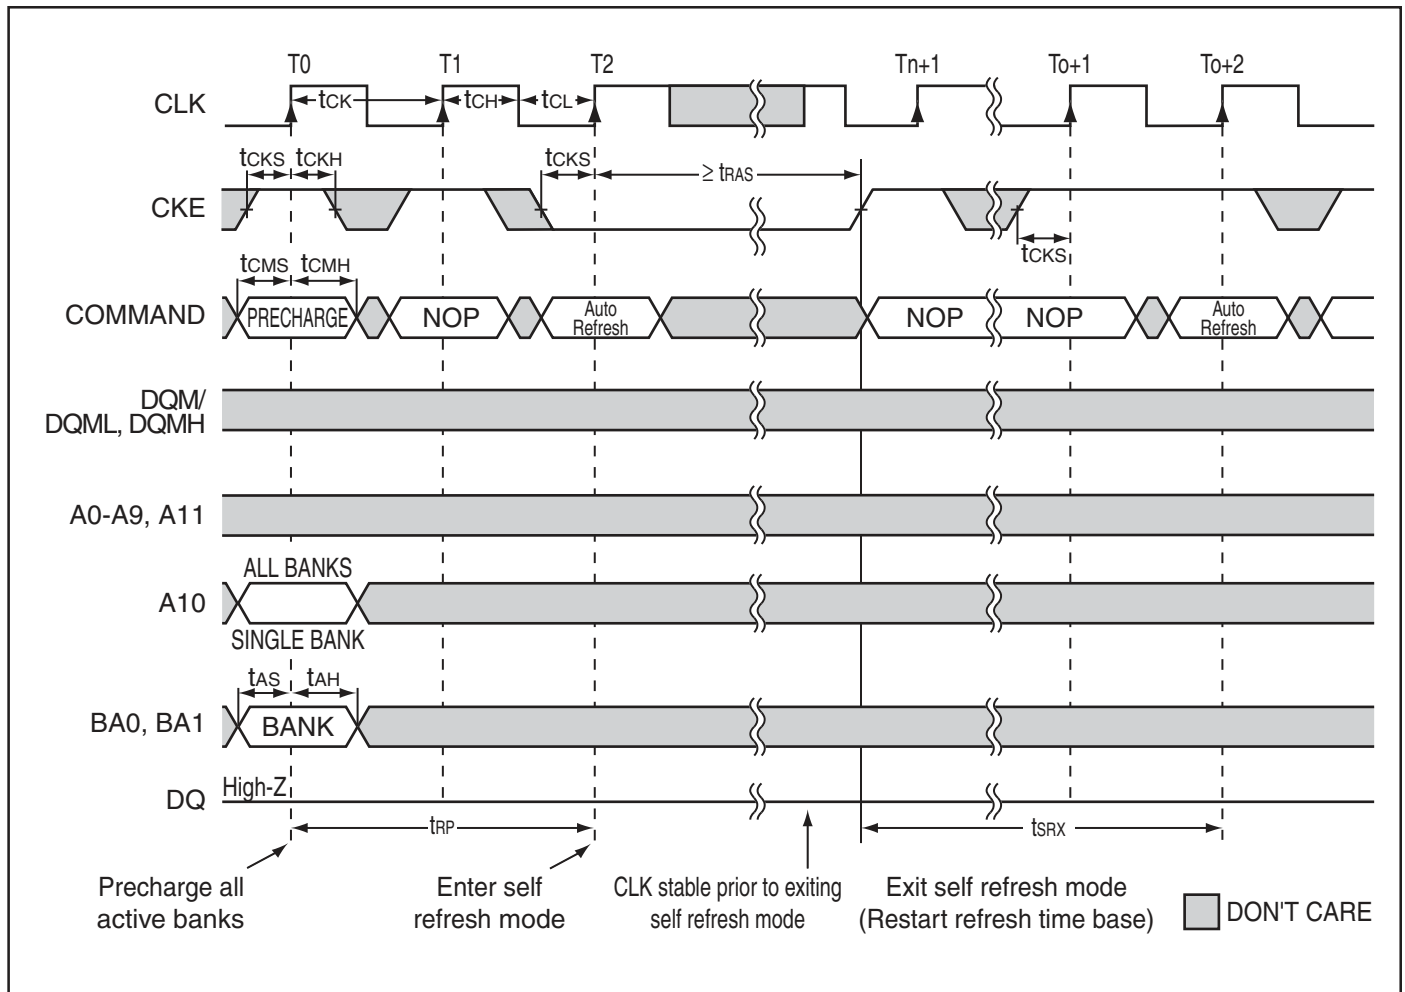 T0 T1 T2 Tn+1 To+1 To+2
CLK tCK tCH tCL
tCKS tCKH tCKS ≥ tRAS
CKE
tCKS
tCMS tCMH
COMMAND PRECHARGE NOP Auto Refresh NOP NOP Auto Refresh
DQM/
DQML, DQMH
A0-A9, A11
ALL BANKS
A10
SINGLE BANK
tAS tAH
BA0, BA1 BANK
DQ High-Z
tRP tSRX
Precharge all
active banks
Enter self
refresh mode
CLK stable prior to exiting
self refresh mode
Exit self refresh mode
(Restart refresh time base)
DON'T CARE